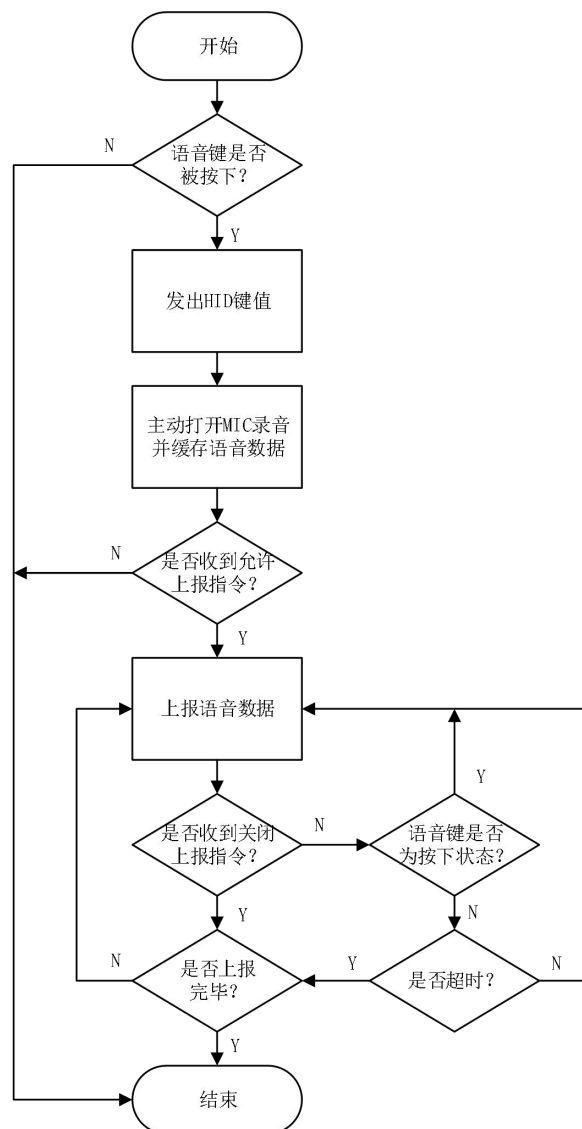 开始
N
语音键是否
被按下？
Y
发出HID键值
主动打开MIC录音
并缓存语音数据
N
是否收到允许
上报指令？
Y
上报语音数据
Y
是否收到关闭
上报指令？
N
语音键是否
为按下状态？
Y
N
N
是否上报
完毕？
Y
是否超时？
N
Y
结束